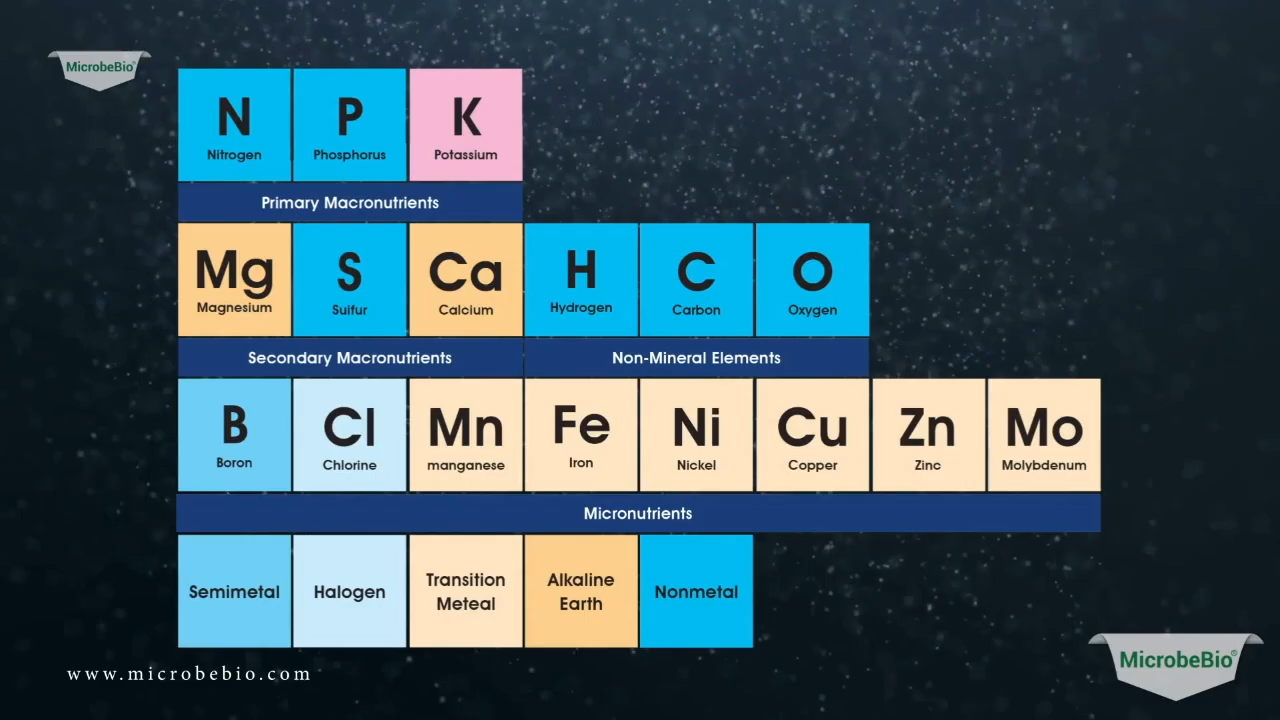 MicrobeBio®
N P K
Nitrogen Phosphorus Potassium
Primary Macronutrients
Mg S Ca H C O
Magnesium Sulfur Calcium Hydrogen Carbon Oxygen
Secondary Macronutrients Non-Mineral Elements
B Cl Mn Fe Ni Cu Zn Mo
Boron Chlorine manganese Iron Nickel Copper Zinc Molybdenum
Micronutrients
Semimetal Halogen Transition Meteal Alkaline Earth Nonmetal
www.microbebio.com
MicrobeBio®